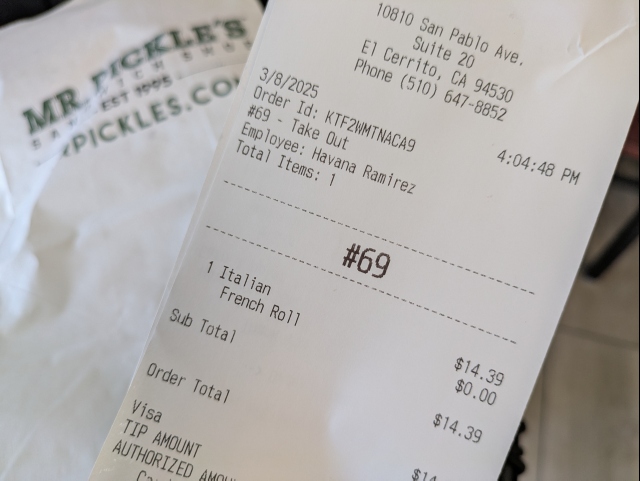 MR. PICKLE'S
EST 1995
PICKLES.CO
10810 San Pablo Ave.
Suite 20
El Cerrito, CA 94530
Phone (510) 647-8852
3/8/2025 4:04:48 PM
Order Id: KTF2WMTNACA9
#69 - Take Out
Employee: Havana Ramirez
Total Items: 1
#69
1 Italian $14.39
French Roll $0.00
Sub Total $14.39
Order Total $14
Visa
TIP AMOUNT
AUTHORIZED